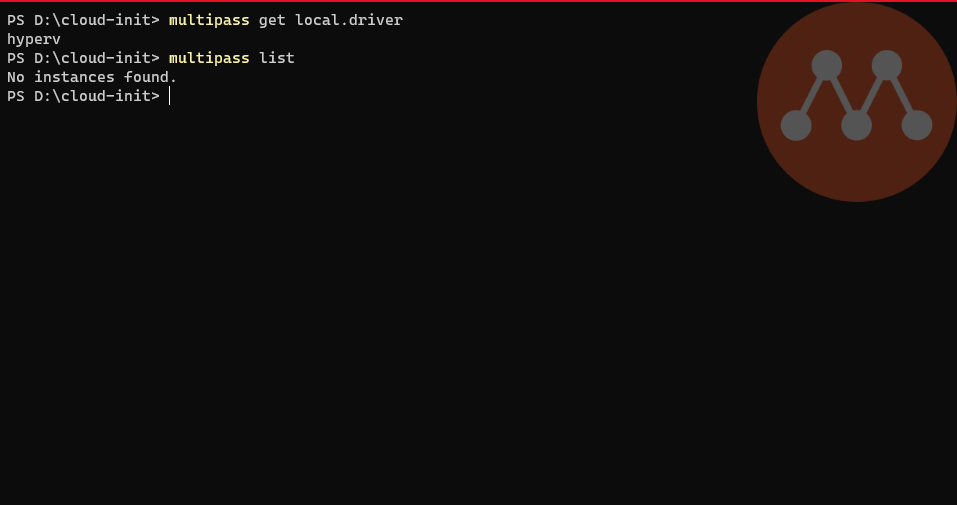 PS D:\cloud-init> multipass get local.driver
hyperv
PS D:\cloud-init> multipass list
No instances found.
PS D:\cloud-init>